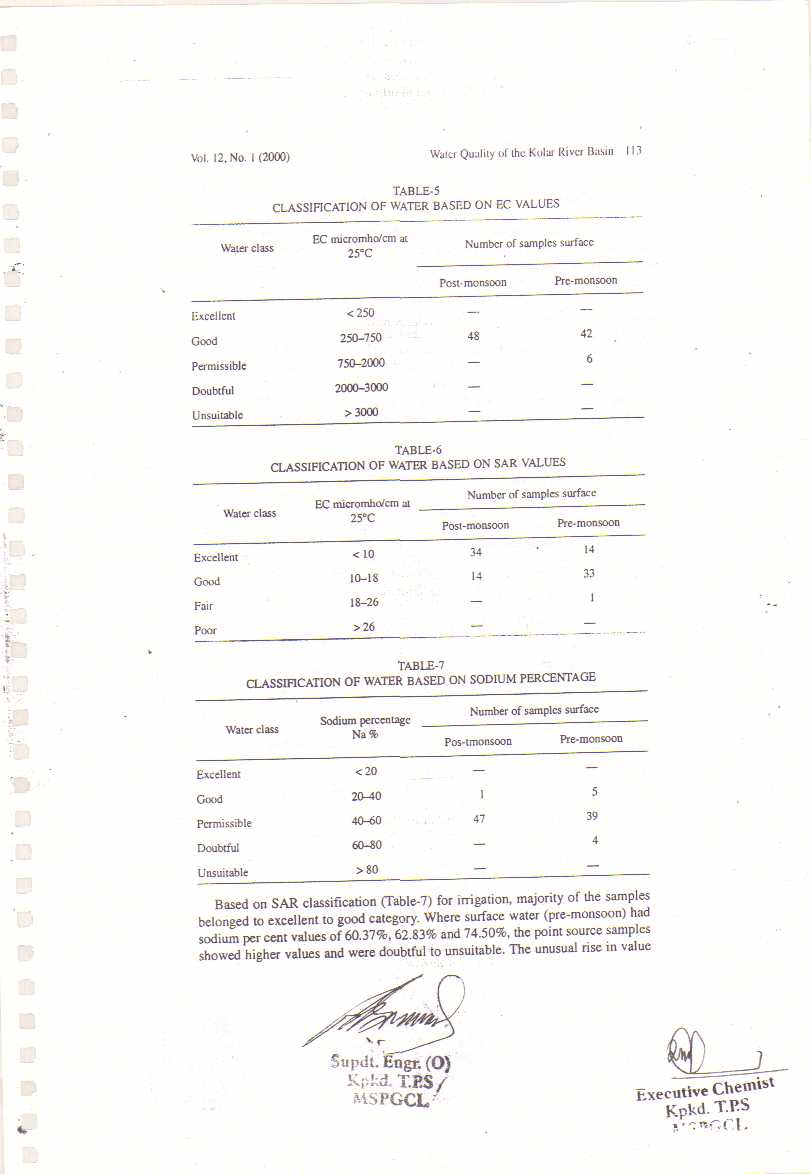 Vol. 12, No. 1 (2000) Water Quality of the Kolar River Basin 113
TABLE-5
CLASSIFICATION OF WATER BASED ON EC VALUES
Water class EC micromho/cm at 25°C Number of samples surface
Post-monsoon Pre-monsoon
Excellent < 250 — —
Good 250–750 48 42
Permissible 750–2000 — 6
Doubtful 2000–3000 — —
Unsuitable > 3000 — —
TABLE-6
CLASSIFICATION OF WATER BASED ON SAR VALUES
Water class EC micromho/cm at 25°C Number of samples surface
Post-monsoon Pre-monsoon
Excellent < 10 34 14
Good 10–18 14 33
Fair 18–26 — 1
Poor > 26 — —
TABLE-7
CLASSIFICATION OF WATER BASED ON SODIUM PERCENTAGE
Water class Sodium percentage Na % Number of samples surface
Pos-tmonsoon Pre-monsoon
Excellent < 20 — —
Good 20–40 1 5
Permissible 40–60 47 39
Doubtful 60–80 — 4
Unsuitable > 80 — —
Based on SAR classification (Table-7) for irrigation, majority of the samples
belonged to excellent to good category. Where surface water (pre-monsoon) had
sodium per cent values of 60.37%, 62.83% and 74.50%, the point source samples
showed higher values and were doubtful to unsuitable. The unusual rise in value
Supdt. Engr. (O)
Kpkd. T.P.S
MSPGCL
Executive Chemist
Kpkd. T.P.S
MSPGCL